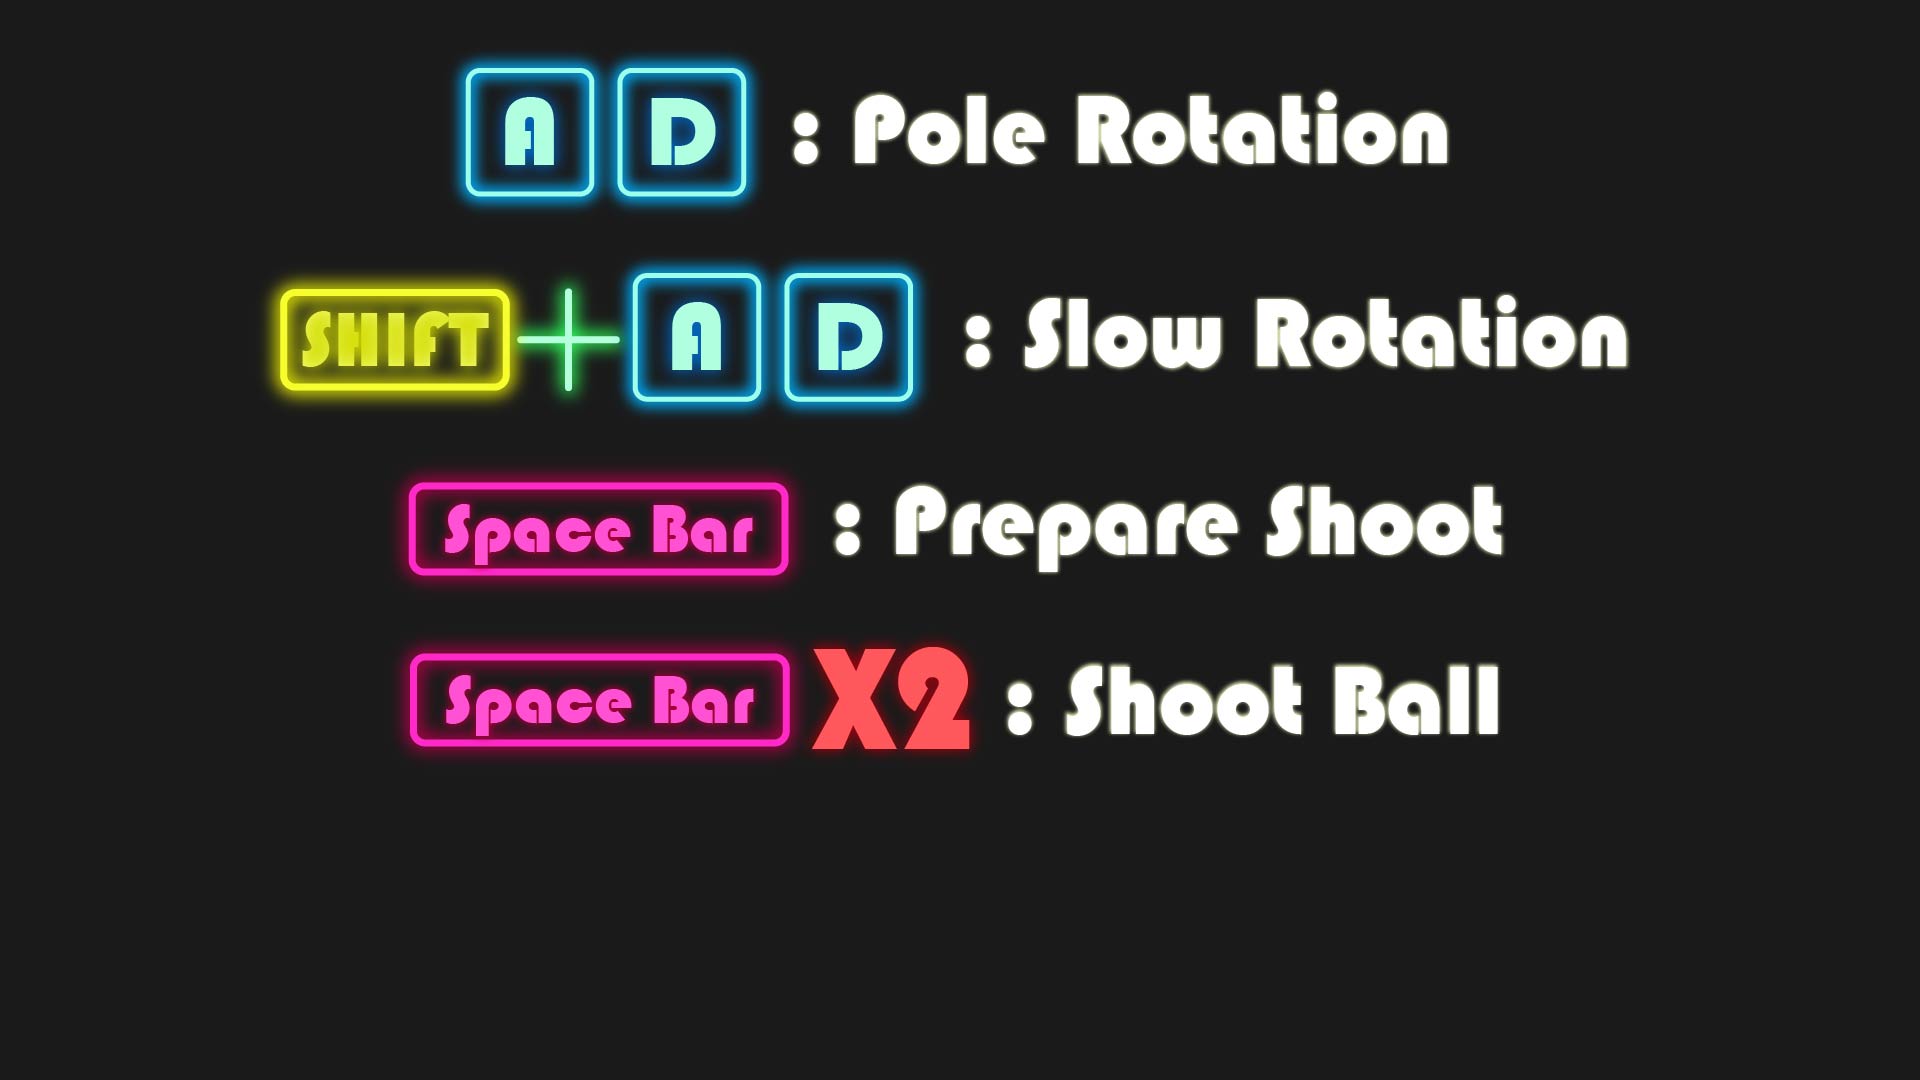 A D : Pole Rotation
SHIFT + A D : Slow Rotation
Space Bar : Prepare Shoot
Space Bar X2 : Shoot Ball